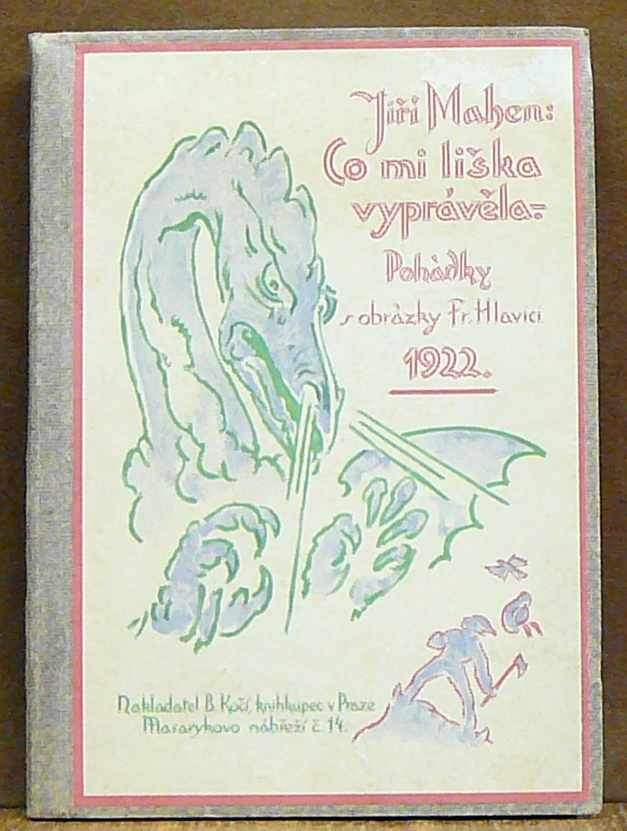 Jiří Mahen:
Co mi liška
vyprávěla=
Pohádky
s obrázky Fr. Hlavici
1922.
Nakladatel B. Kočí, knihkupec v Praze
Masarykovo nábřeží č. 14.